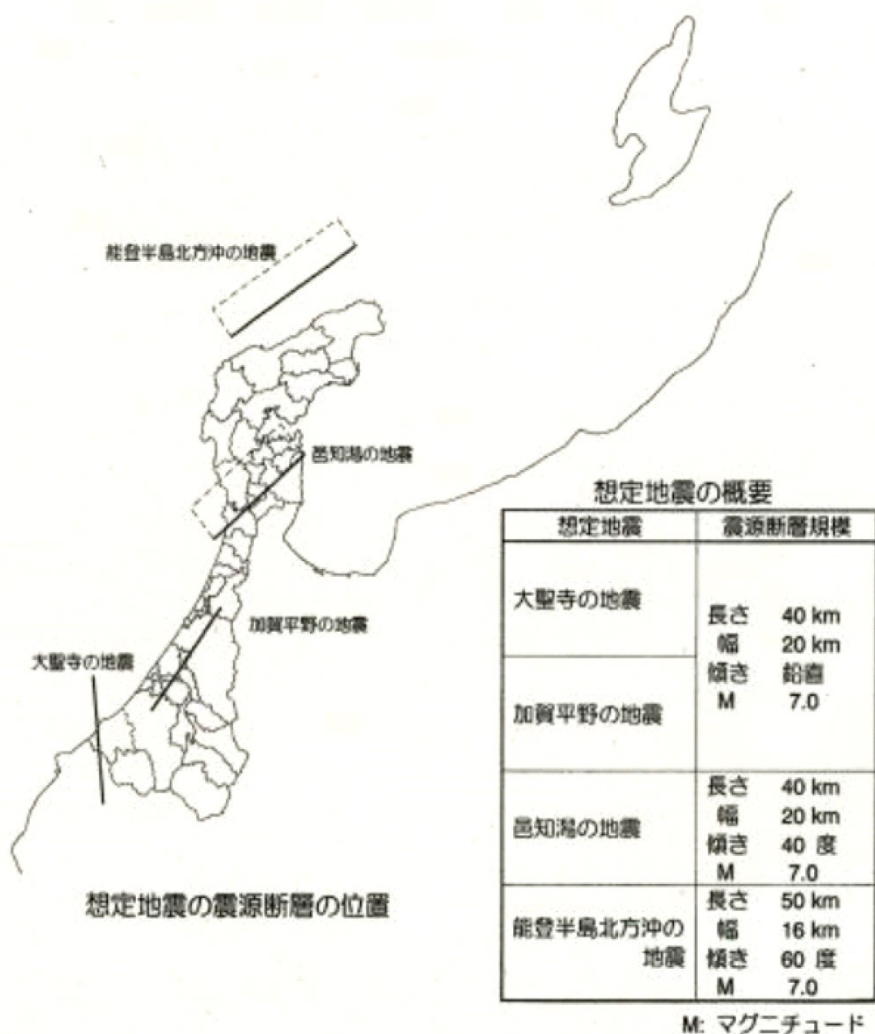 能登半島北方沖の地震
邑知潟の地震
加賀平野の地震
大聖寺の地震
想定地震の震源断層の位置
想定地震の概要
想定地震 震源断層規模
大聖寺の地震
加賀平野の地震
長さ 40 km
幅 20 km
傾き 鉛直
M 7.0
邑知潟の地震
長さ 40 km
幅 20 km
傾き 40 度
M 7.0
能登半島北方沖の
地震
長さ 50 km
幅 16 km
傾き 60 度
M 7.0
M: マグニチュード